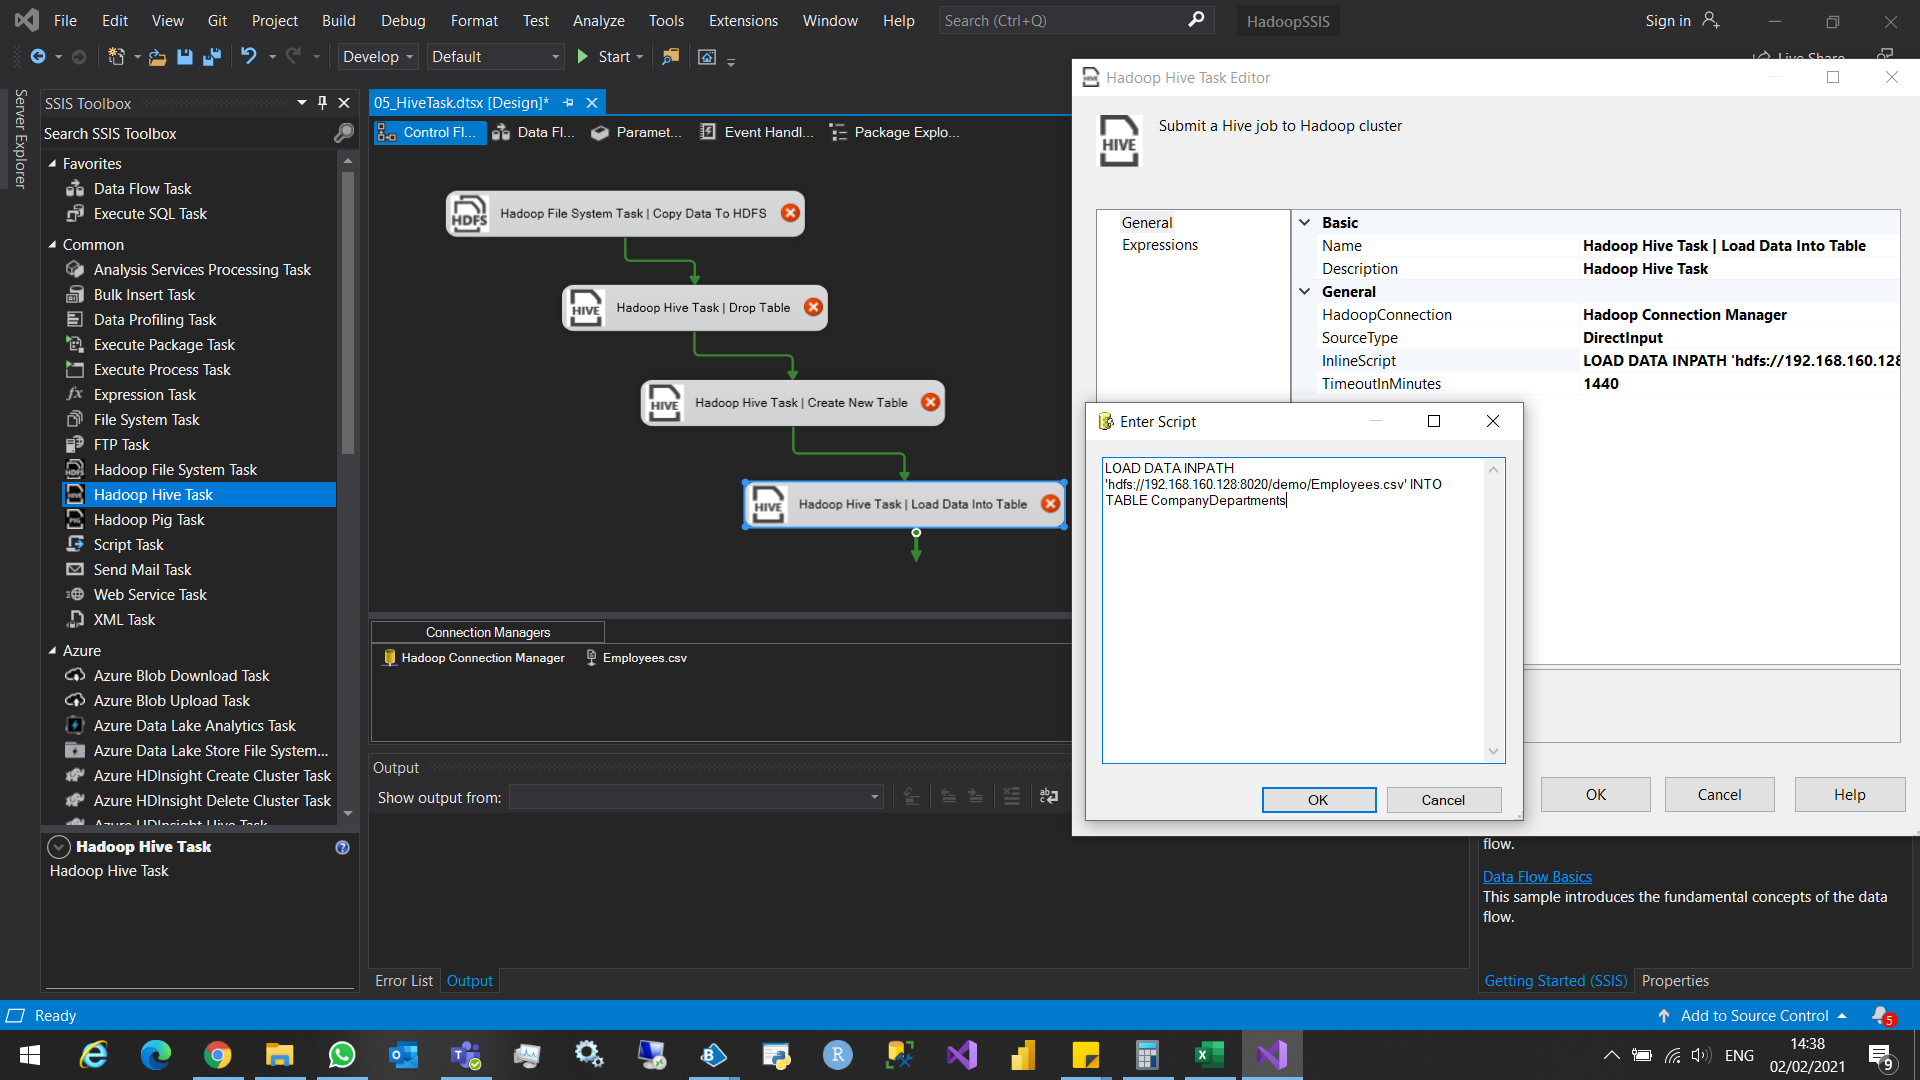 File Edit View Git Project Build Debug Format Test Analyze Tools Extensions Window Help Search (Ctrl+Q) HadoopSSIS Sign in
Develop Default Start
Live Share
Server Explorer
SSIS Toolbox
Search SSIS Toolbox
Favorites
Data Flow Task
Execute SQL Task
Common
Analysis Services Processing Task
Bulk Insert Task
Data Profiling Task
Execute Package Task
Execute Process Task
Expression Task
File System Task
FTP Task
Hadoop File System Task
Hadoop Hive Task
Hadoop Pig Task
Script Task
Send Mail Task
Web Service Task
XML Task
Azure
Azure Blob Download Task
Azure Blob Upload Task
Azure Data Lake Analytics Task
Azure Data Lake Store File System...
Azure HDInsight Create Cluster Task
Azure HDInsight Delete Cluster Task
Azure HDInsight Hive Task
Hadoop Hive Task
Hadoop Hive Task
05_HiveTask.dtsx [Design]*
Control Fl... Data Fl... Paramet... Event Handl... Package Explo...
HDFS Hadoop File System Task | Copy Data To HDFS
HIVE Hadoop Hive Task | Drop Table
HIVE Hadoop Hive Task | Create New Table
HIVE Hadoop Hive Task | Load Data Into Table
Connection Managers
Hadoop Connection Manager Employees.csv
Output
Show output from:
Error List Output
Hadoop Hive Task Editor
HIVE Submit a Hive job to Hadoop cluster
General
Expressions
Basic
Name Hadoop Hive Task | Load Data Into Table
Description Hadoop Hive Task
General
HadoopConnection Hadoop Connection Manager
SourceType DirectInput
InlineScript LOAD DATA INPATH 'hdfs://192.168.160.128
TimeoutInMinutes 1440
Enter Script
LOAD DATA INPATH
'hdfs://192.168.160.128:8020/demo/Employees.csv' INTO
TABLE CompanyDepartments
OK Cancel
OK Cancel Help
flow.
Data Flow Basics
This sample introduces the fundamental concepts of the data
flow.
Getting Started (SSIS) Properties
Ready Add to Source Control 5
ENG 14:38
02/02/2021 9